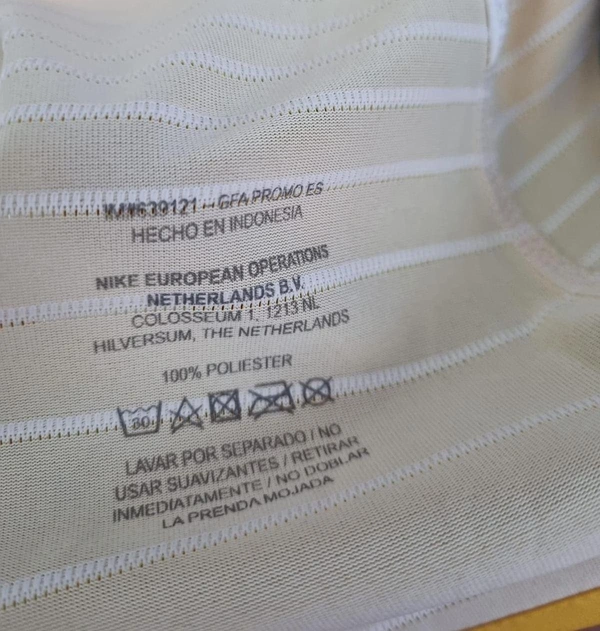 639121 - GFA PROMO ES
HECHO EN INDONESIA
NIKE EUROPEAN OPERATIONS
NETHERLANDS B.V.
COLOSSEUM 1, 1213 NL
HILVERSUM, THE NETHERLANDS
100% POLIESTER
30
LAVAR POR SEPARADO / NO
USAR SUAVIZANTES / RETIRAR
INMEDIATAMENTE / NO DOBLAR
LA PRENDA MOJADA